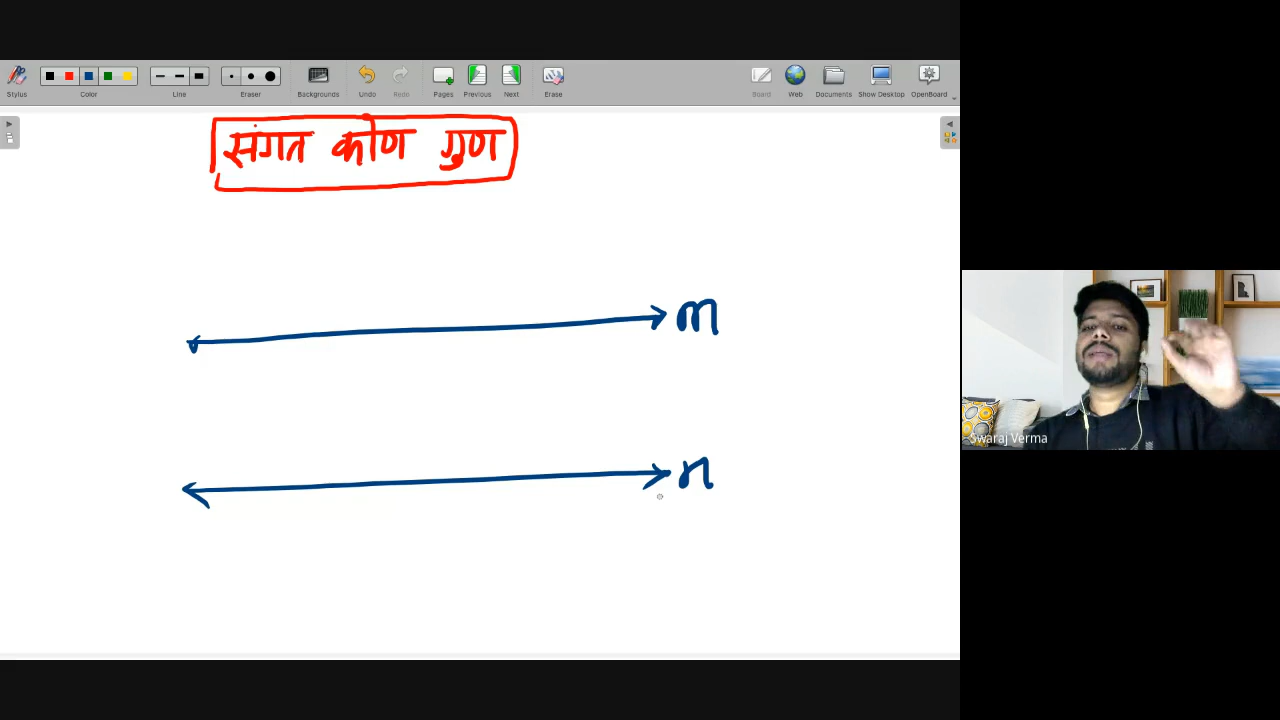 Stylus Color Line Eraser Backgrounds Undo Redo Pages Previous Next Erase Board Web Documents Show Desktop OpenBoard
संगत कोण गुण
m
n
Swaraj Verma